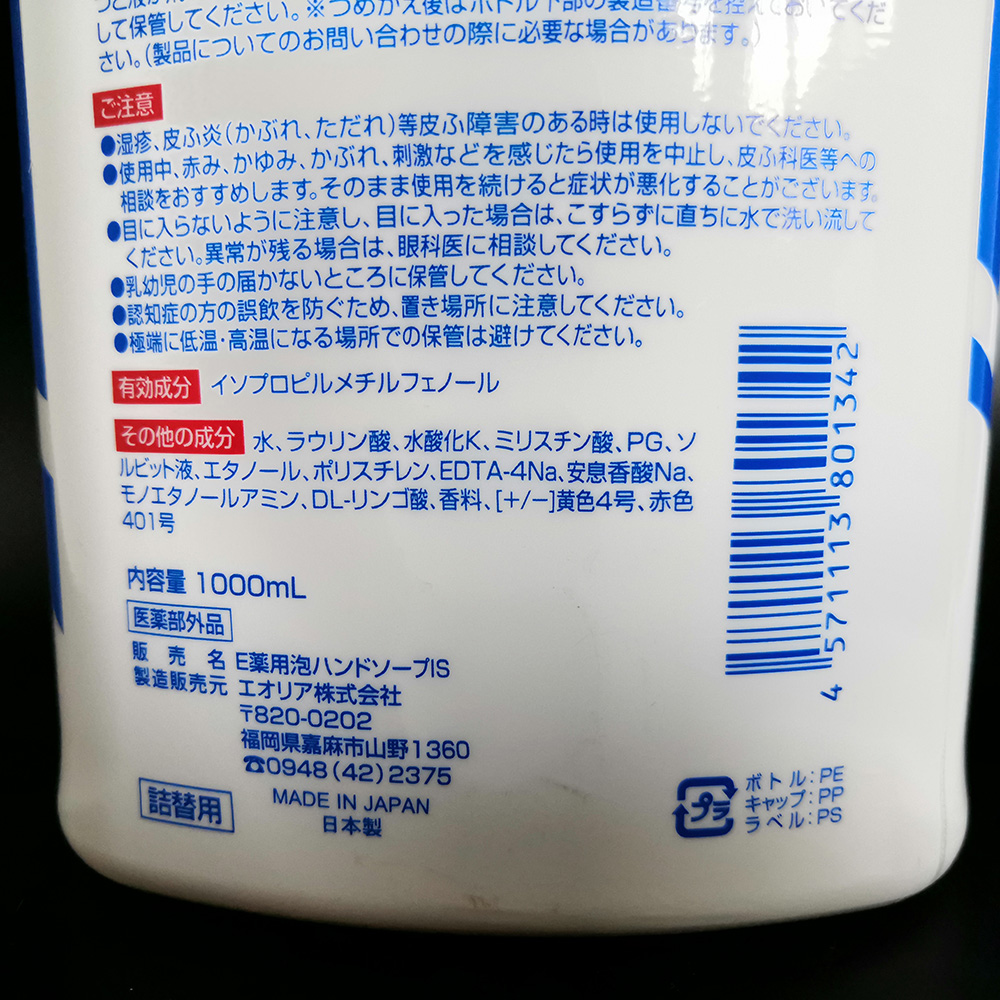 して保管してください。※つめかえ後はボトル下部の製造番号を控えておいてくだ
さい。(製品についてのお問い合わせの際に必要な場合があります。)
ご注意
●湿疹、皮ふ炎(かぶれ、ただれ)等皮ふ障害のある時は使用しないでください。
●使用中、赤み、かゆみ、かぶれ、刺激などを感じたら使用を中止し、皮ふ科医等への
相談をおすすめします。そのまま使用を続けると症状が悪化することがございます。
●目に入らないように注意し、目に入った場合は、こすらずに直ちに水で洗い流して
ください。異常が残る場合は、眼科医に相談してください。
●乳幼児の手の届かないところに保管してください。
●認知症の方の誤飲を防ぐため、置き場所に注意してください。
●極端に低温・高温になる場所での保管は避けてください。
有効成分 イソプロピルメチルフェノール
その他の成分 水、ラウリン酸、水酸化K、ミリスチン酸、PG、ソ
ルビット液、エタノール、ポリスチレン、EDTA-4Na、安息香酸Na、
モノエタノールアミン、DL-リンゴ酸、香料、[+/-]黄色4号、赤色
401号
内容量 1000mL
医薬部外品
販売名 E薬用泡ハンドソープIS
製造販売元 エオリア株式会社
〒820-0202
福岡県嘉麻市山野1360
☎0948(42)2375
MADE IN JAPAN
日本製
詰替用
4 571113 801342
プラ
ボトル:PE
キャップ:PP
ラベル:PS